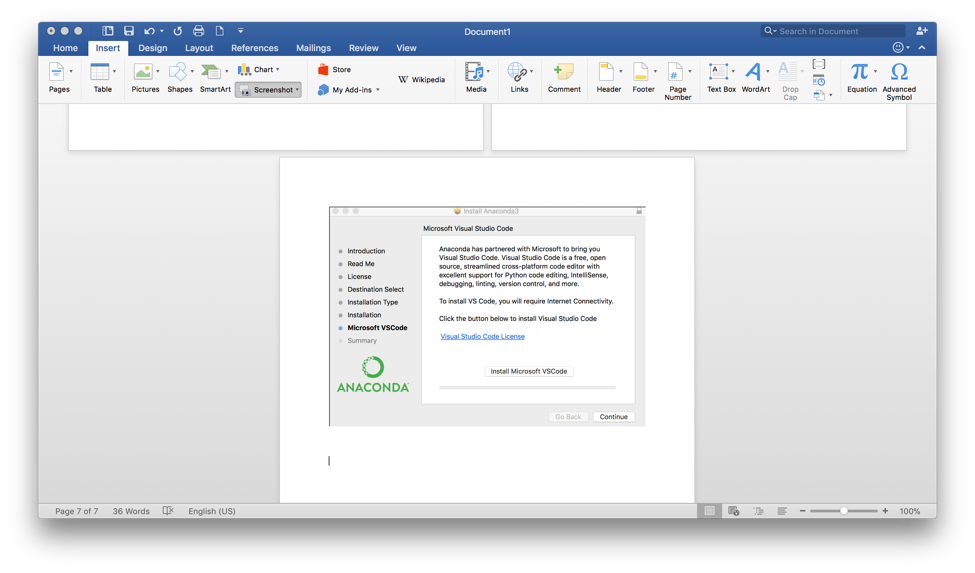 Document1
Search in Document
Home Insert Design Layout References Mailings Review View
Pages
Table
Pictures
Shapes
SmartArt
Chart
Screenshot
Store
My Add-ins
W Wikipedia
Media
Links
Comment
Header
Footer
Page
Number
Text Box
WordArt
Drop
Cap
Equation
Advanced
Symbol
Install Anaconda3
Microsoft Visual Studio Code
Introduction
Read Me
License
Destination Select
Installation Type
Installation
Microsoft VSCode
Summary
ANACONDA
Anaconda has partnered with Microsoft to bring you
Visual Studio Code. Visual Studio Code is a free, open
source, streamlined cross-platform code editor with
excellent support for Python code editing, IntelliSense,
debugging, linting, version control, and more.
To install VS Code, you will require Internet Connectivity.
Click the button below to install Visual Studio Code
Visual Studio Code License
Install Microsoft VSCode
Go Back Continue
Page 7 of 7 36 Words English (US) 100%